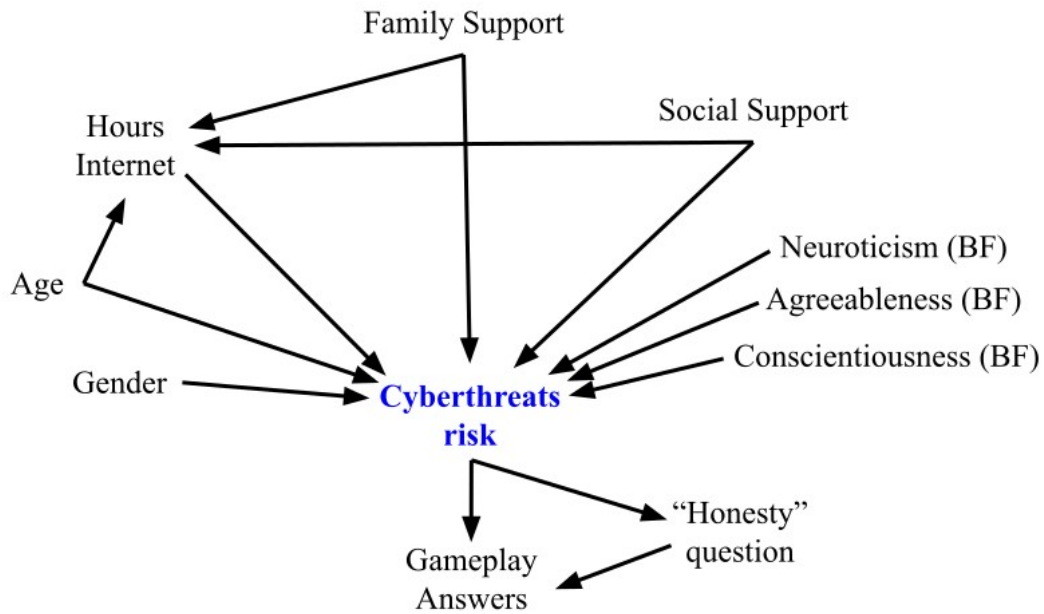 Family Support
Social Support
Hours
Internet
Neuroticism (BF)
Age
Agreeableness (BF)
Conscientiousness (BF)
Gender
Cyberthreats
risk
“Honesty”
question
Gameplay
Answers